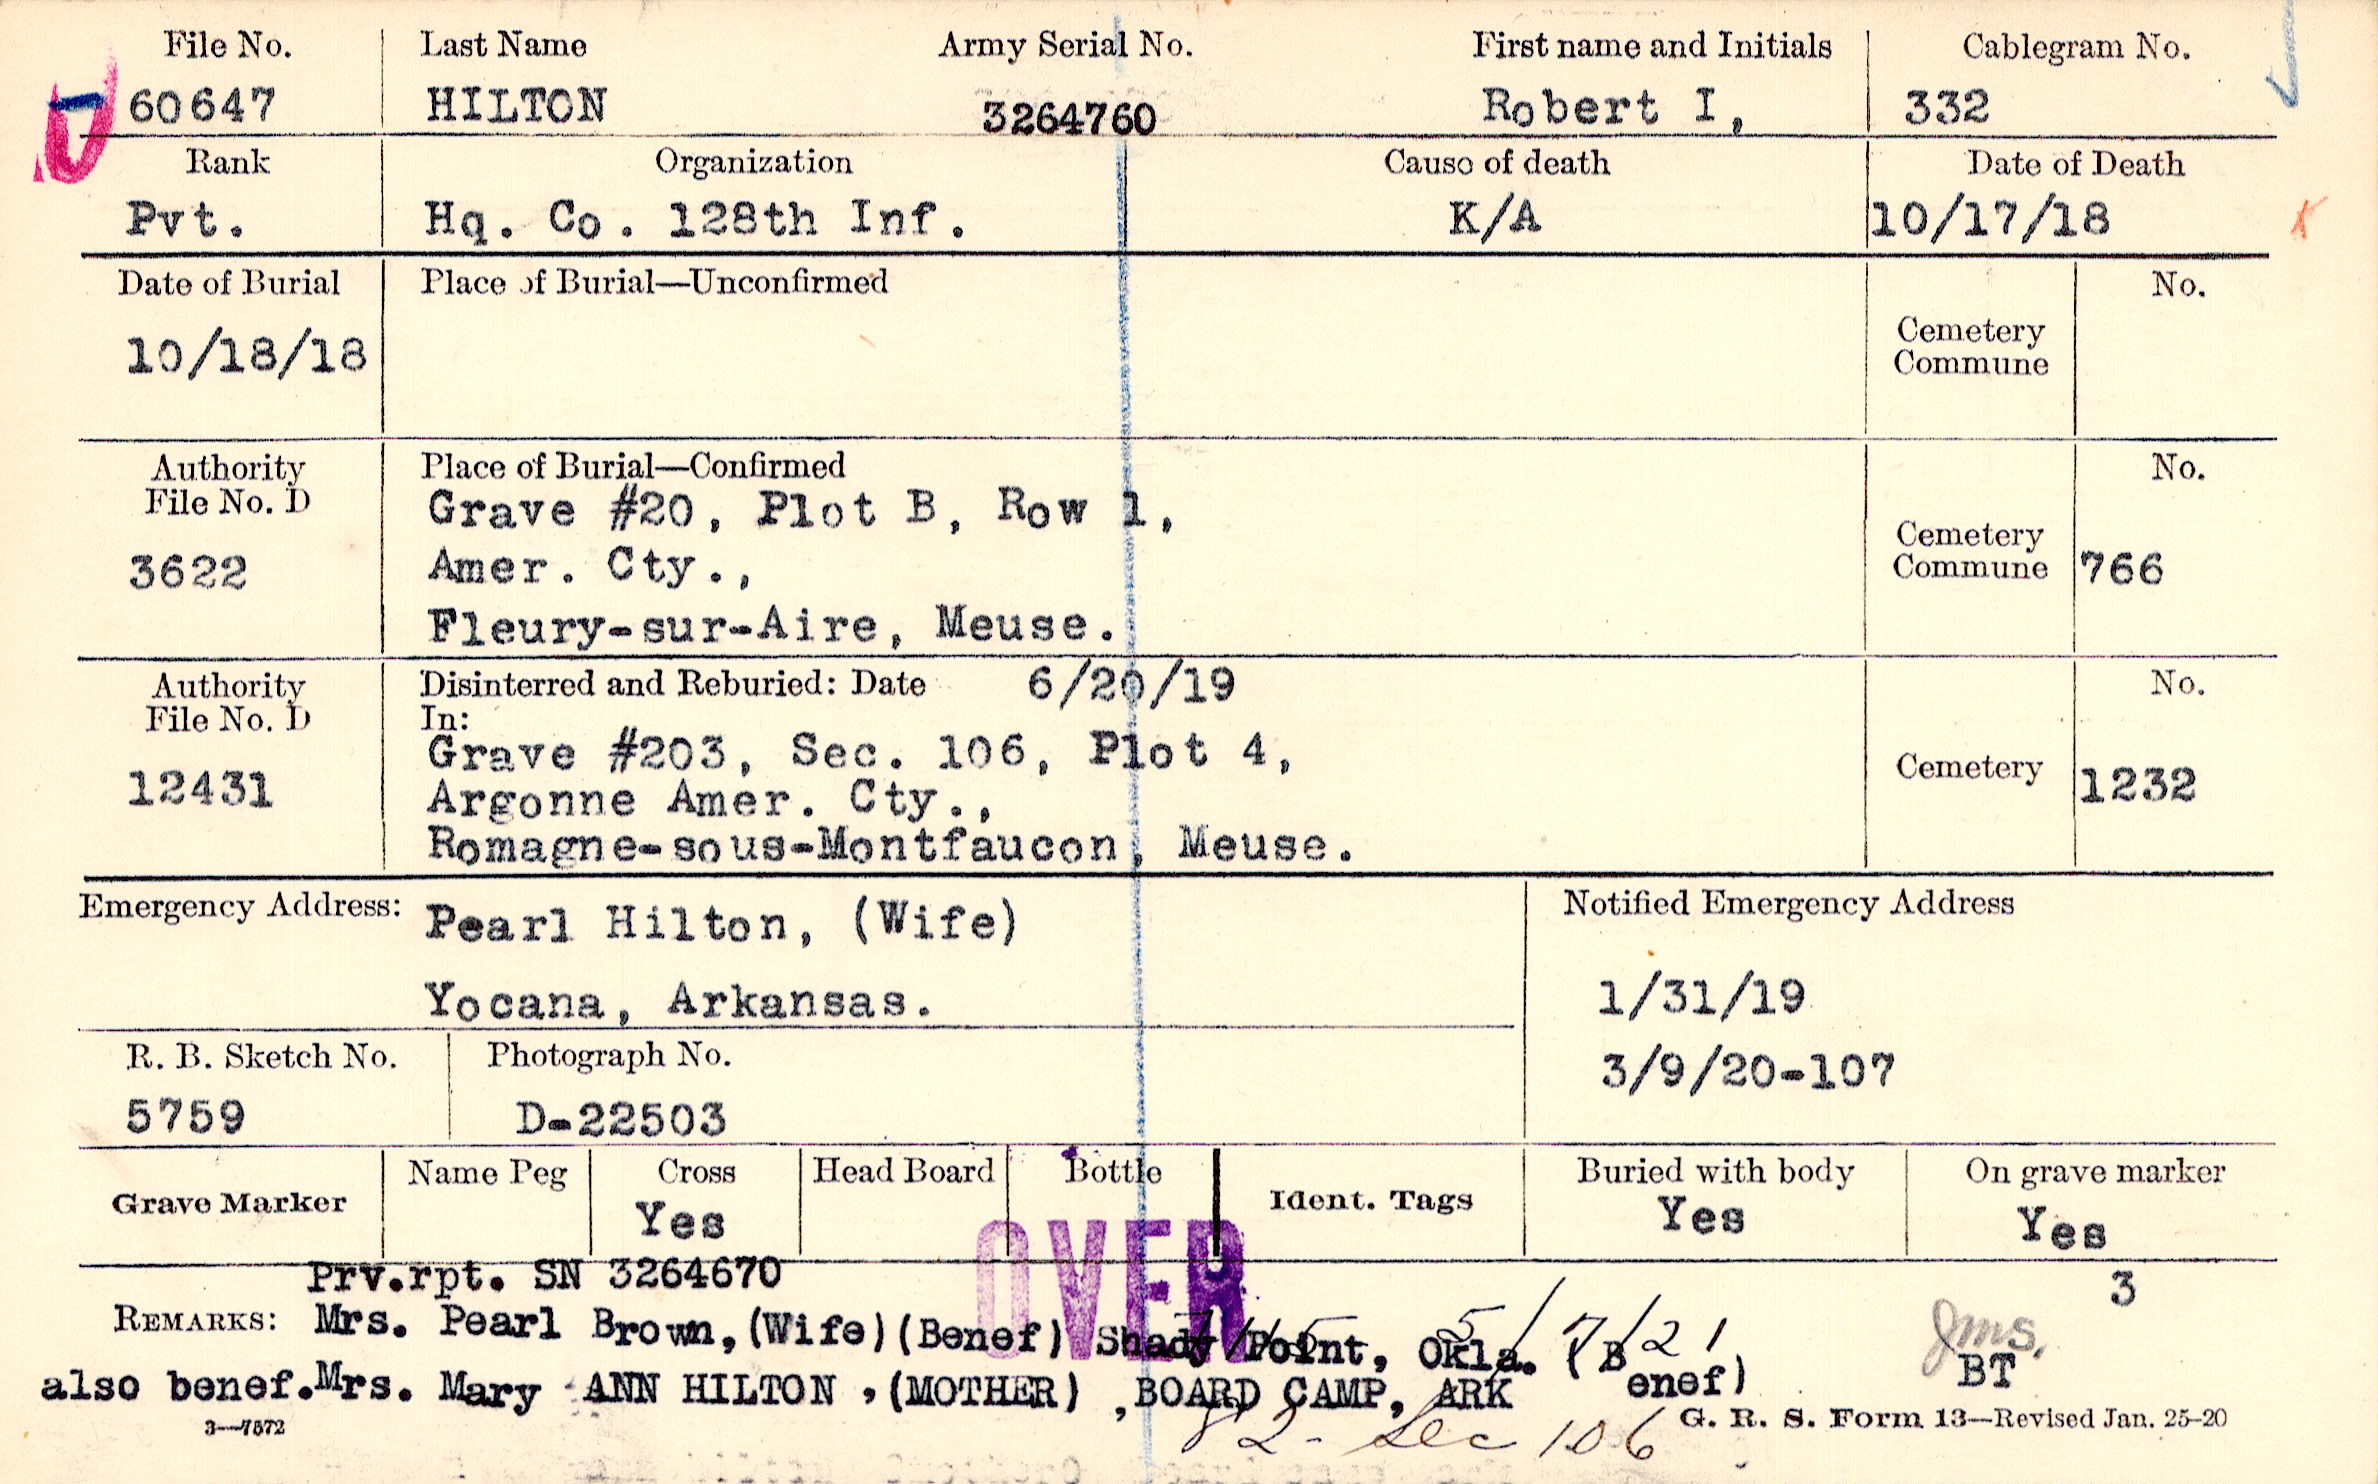 File No. Last Name Army Serial No. First name and Initials Cablegram No.
60647 HILTON 3264760 Robert I, 332
Rank Organization Cause of death Date of Death
Pvt. Hq. Co. 128th Inf. K/A 10/17/18
Date of Burial Place of Burial—Unconfirmed No.
10/18/18 Cemetery
Commune
Authority Place of Burial—Confirmed No.
File No. D Grave #20, Plot B, Row 1,
3622 Amer. Cty., Cemetery
Commune 766
Fleury-sur-Aire, Meuse.
Authority Disinterred and Reburied: Date 6/20/19 No.
File No. D In:
Grave #203, Sec. 106, Plot 4,
12431 Argonne Amer. Cty., Cemetery 1232
Romagne-sous-Montfaucon, Meuse.
Emergency Address: Pearl Hilton, (Wife) Notified Emergency Address
Yocana, Arkansas. 1/31/19
R. B. Sketch No. Photograph No. 3/9/20-107
5759 D-22503
Grave Marker Name Peg Cross Head Board Bottle Ident. Tags Buried with body On grave marker
Yes Yes Yes
OVER
Prv.rpt. SN 3264670 3
5/7/21 Jms.
REMARKS: Mrs. Pearl Brown,(Wife)(Benef) Shady Point, Okla. (Benef) BT
also benef.Mrs. Mary ANN HILTON ,(MOTHER) ,BOARD CAMP, ARK
3—7572 82- Sec 106 G. R. S. Form 13—Revised Jan. 25-20